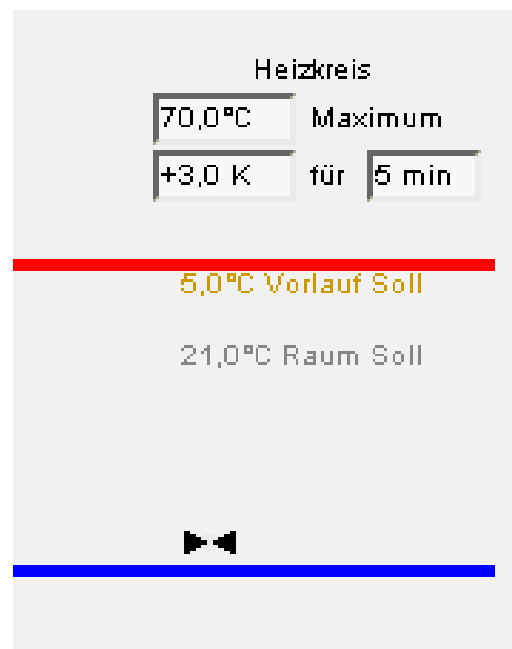 Heizkreis
70,0°C Maximum
+3,0 K für 5 min
5,0°C Vorlauf Soll
21,0°C Raum Soll